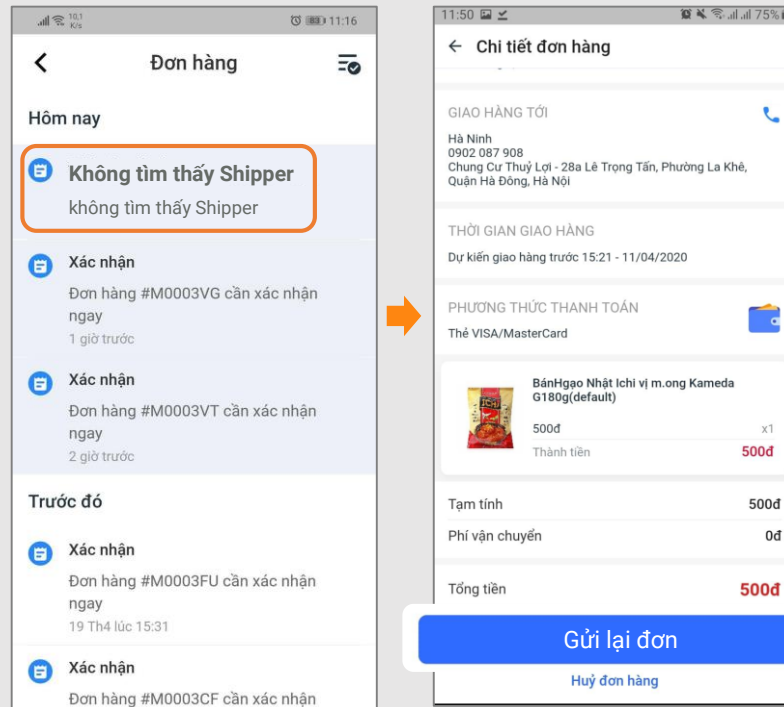 10,1
K/s
11:16
Đơn hàng
Hôm nay
Không tìm thấy Shipper
không tìm thấy Shipper
Xác nhận
Đơn hàng #M0003VG cần xác nhận
ngay
1 giờ trước
Xác nhận
Đơn hàng #M0003VT cần xác nhận
ngay
2 giờ trước
Trước đó
Xác nhận
Đơn hàng #M0003FU cần xác nhận
ngay
19 Th4 lúc 15:31
Xác nhận
Đơn hàng #M0003CF cần xác nhận
11:50
75%
Chi tiết đơn hàng
GIAO HÀNG TỚI
Hà Ninh
0902 087 908
Chung Cư Thuỷ Lợi - 28a Lê Trọng Tấn, Phường La Khê,
Quận Hà Đông, Hà Nội
THỜI GIAN GIAO HÀNG
Dự kiến giao hàng trước 15:21 - 11/04/2020
PHƯƠNG THỨC THANH TOÁN
Thẻ VISA/MasterCard
ICHI
BánHgạo Nhật Ichi vị m.ong Kameda
G180g(default)
500đ x1
Thành tiền 500đ
Tạm tính 500đ
Phí vận chuyển 0đ
Tổng tiền 500đ
Gửi lại đơn
Huỷ đơn hàng